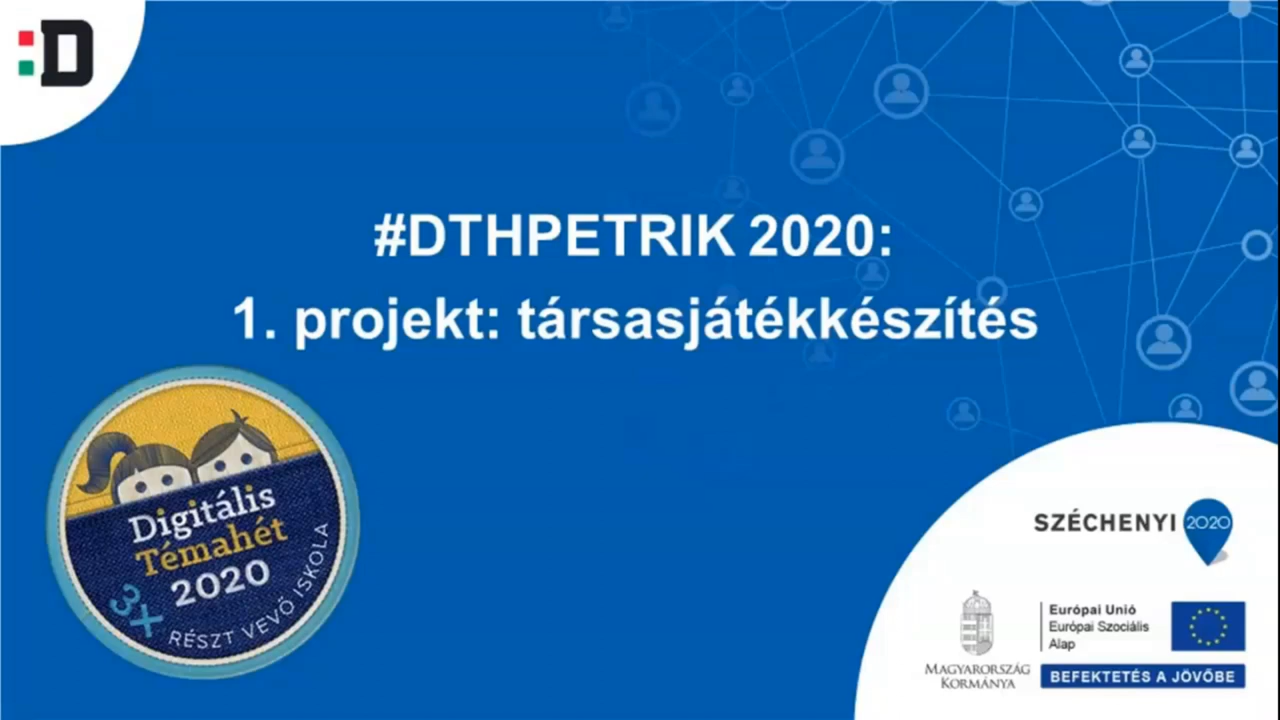 :D
#DTHPETRIK 2020:
1. projekt: társasjátékkészítés
Digitális
Témahét
2020
3X RÉSZT VEVŐ ISKOLA
SZÉCHENYI 2020
MAGYARORSZÁG
KORMÁNYA
Európai Unió
Európai Szociális
Alap
BEFEKTETÉS A JÖVŐBE